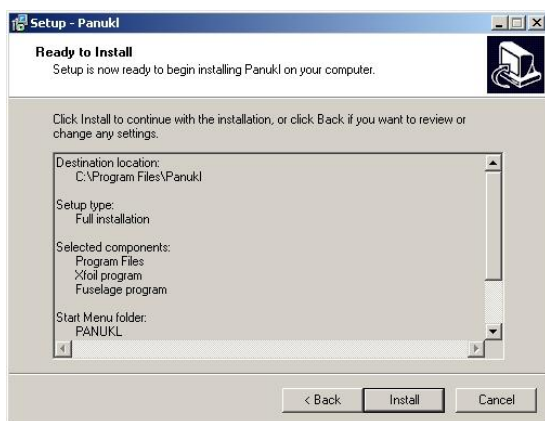 Setup - Panukl
Ready to Install
Setup is now ready to begin installing Panukl on your computer.
Click Install to continue with the installation, or click Back if you want to review or
change any settings.
Destination location:
C:\Program Files\Panukl
Setup type:
Full installation
Selected components:
Program Files
Xfoil program
Fuselage program
Start Menu folder:
PANUKL
< Back
Install
Cancel